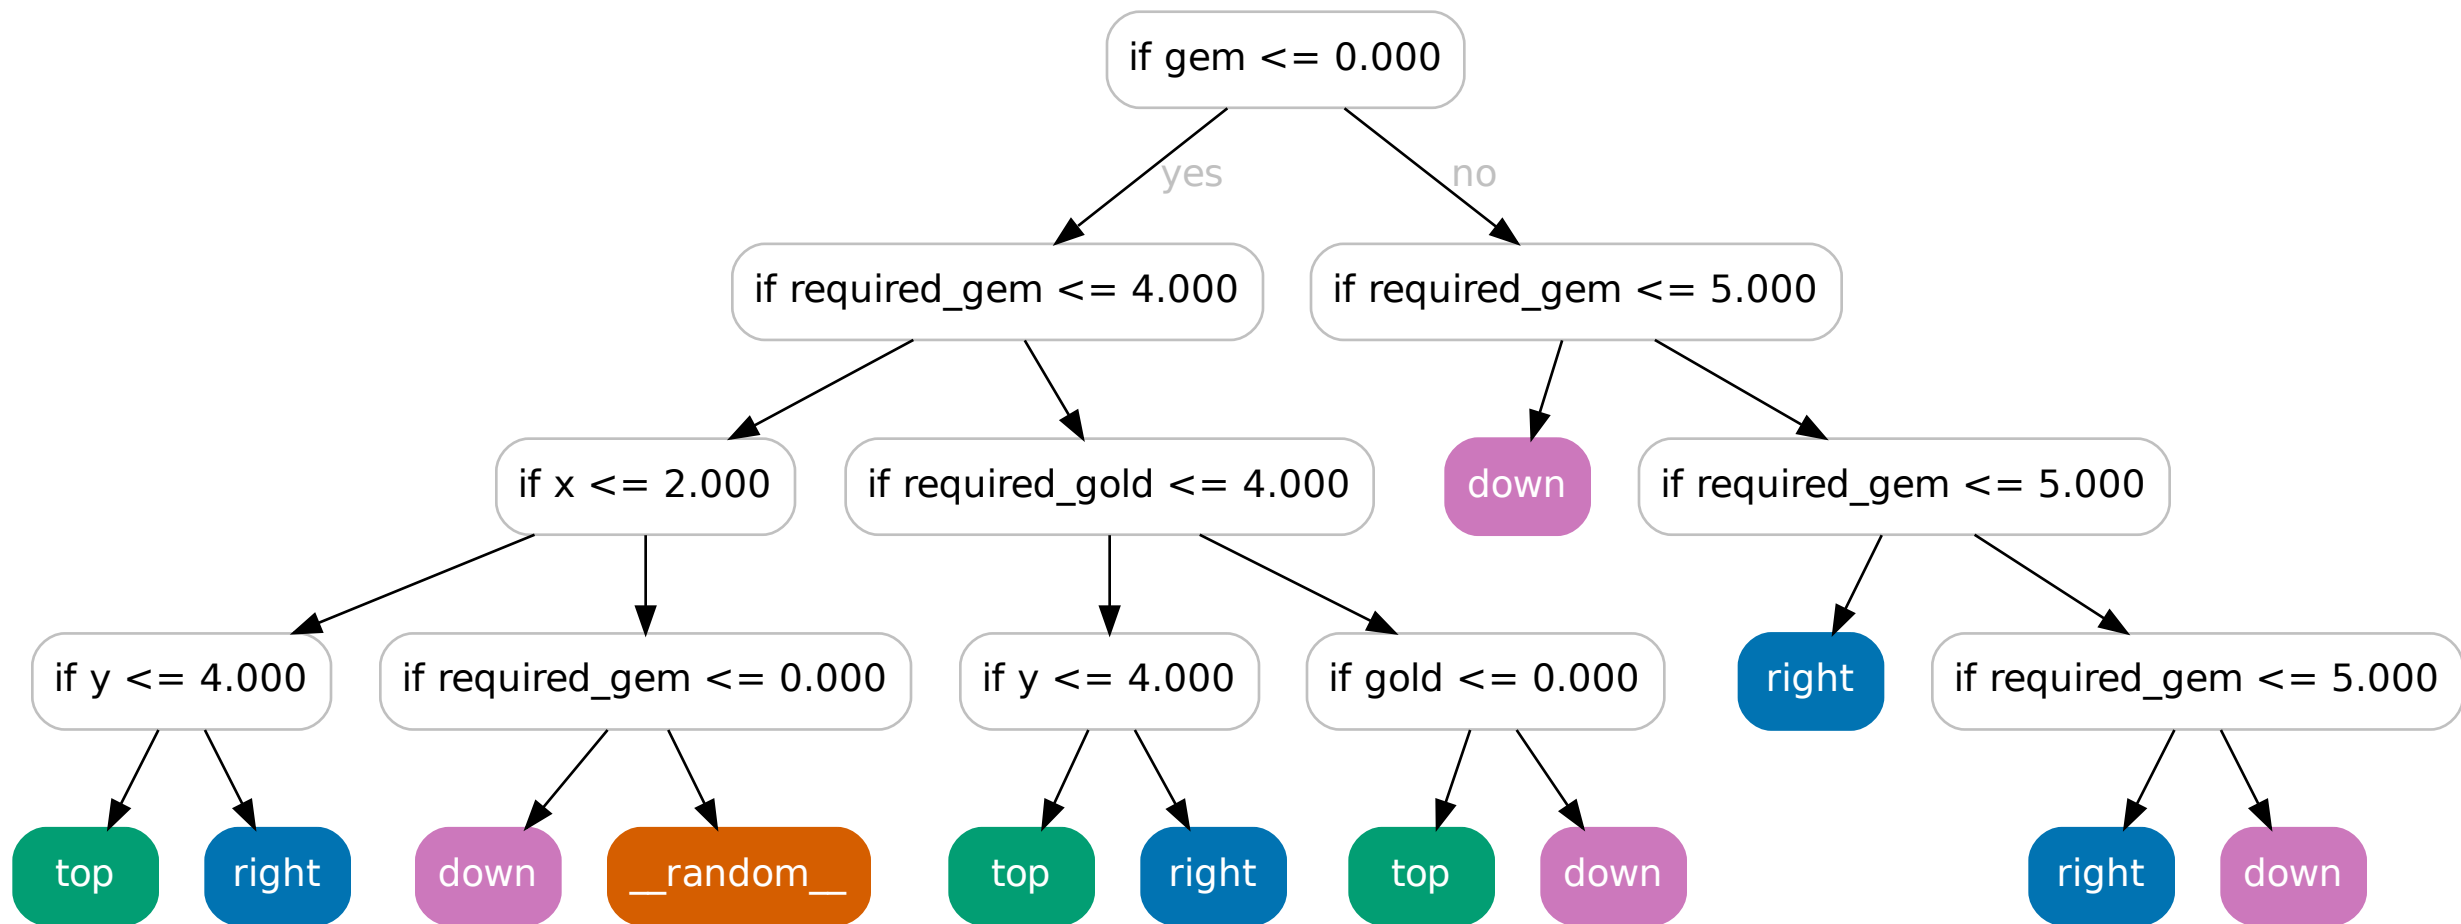 if gem <= 0.000
yes
no
if required_gem <= 4.000
if required_gem <= 5.000
if x <= 2.000
if required_gold <= 4.000
down
if required_gem <= 5.000
if y <= 4.000
if required_gem <= 0.000
if y <= 4.000
if gold <= 0.000
right
if required_gem <= 5.000
top
right
down
__random__
top
right
top
down
right
down